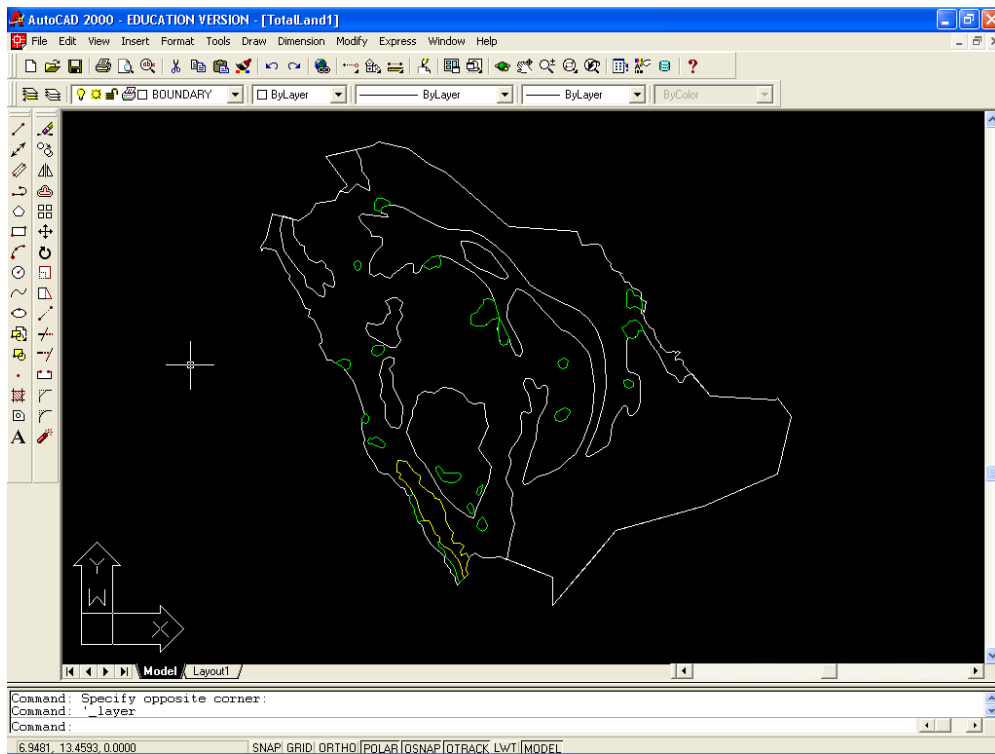 AutoCAD 2000 - EDUCATION VERSION - [TotalLand1]
File Edit View Insert Format Tools Draw Dimension Modify Express Window Help
BOUNDARY ByLayer ByLayer ByLayer ByColor
A
Y
W
X
Model Layout1
Command: Specify opposite corner:
Command: '_layer
Command:
6.9481, 13.4593, 0.0000 SNAP GRID ORTHO POLAR OSNAP OTRACK LWT MODEL